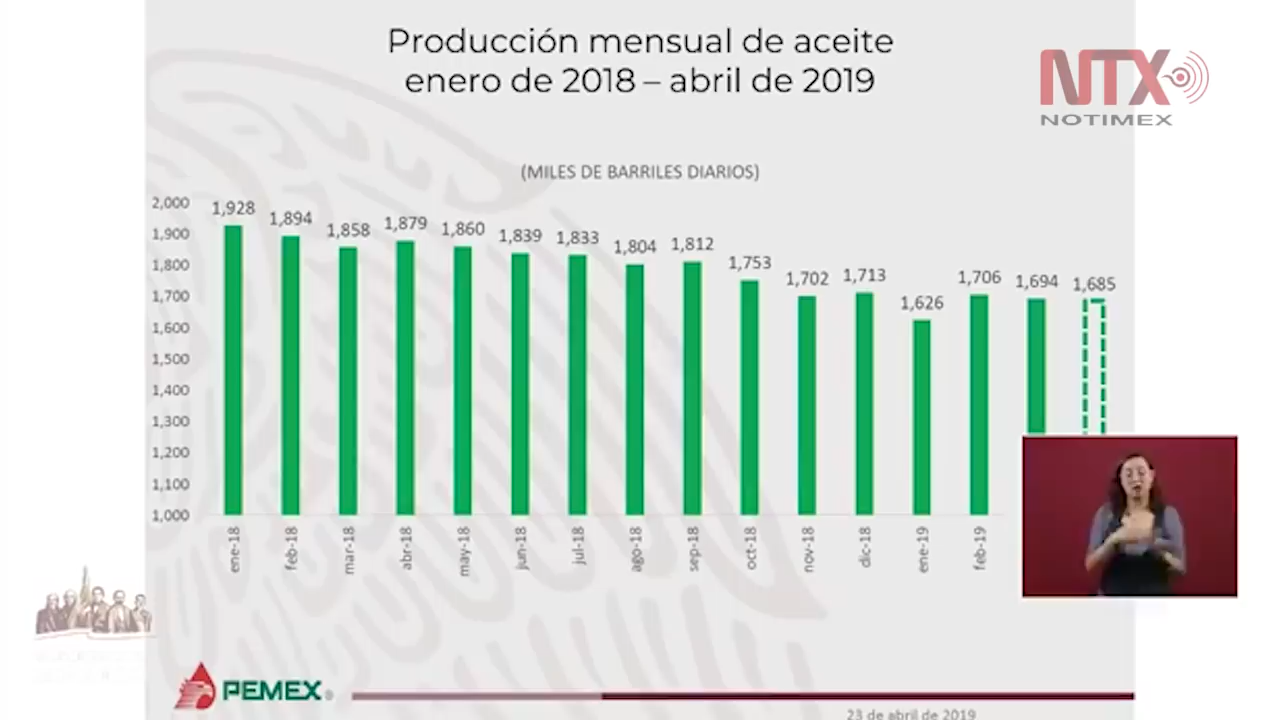 Producción mensual de aceite
enero de 2018 – abril de 2019
NTX
NOTIMEX
(MILES DE BARRILES DIARIOS)
2,000
1,900
1,800
1,700
1,600
1,500
1,400
1,300
1,200
1,100
1,000
1,928
1,894
1,858
1,879
1,860
1,839
1,833
1,804
1,812
1,753
1,702
1,713
1,626
1,706
1,694
1,685
ene-18
feb-18
mar-18
abr-18
may-18
jun-18
jul-18
ago-18
sep-18
oct-18
nov-18
dic-18
ene-19
feb-19
PEMEX®
23 de abril de 2019